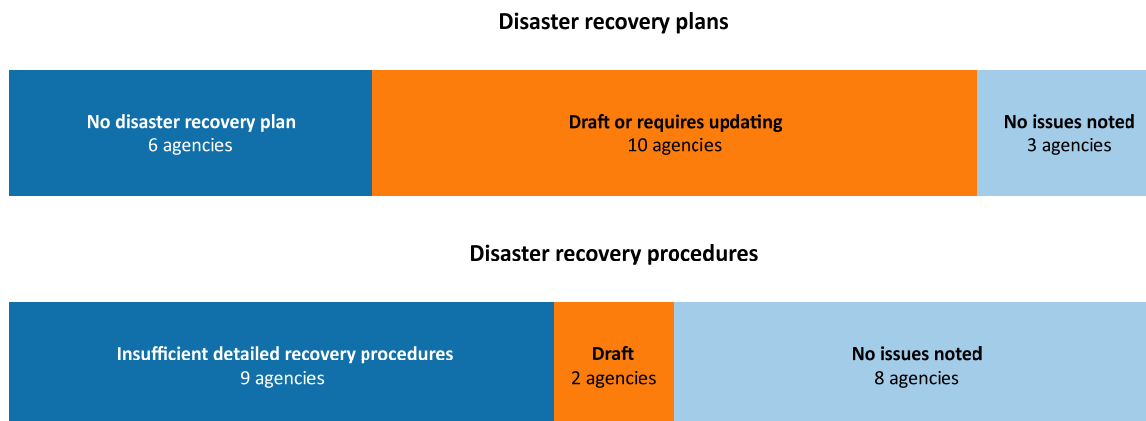 Disaster recovery plans
No disaster recovery plan
6 agencies
Draft or requires updating
10 agencies
No issues noted
3 agencies
Disaster recovery procedures
Insufficient detailed recovery procedures
9 agencies
Draft
2 agencies
No issues noted
8 agencies